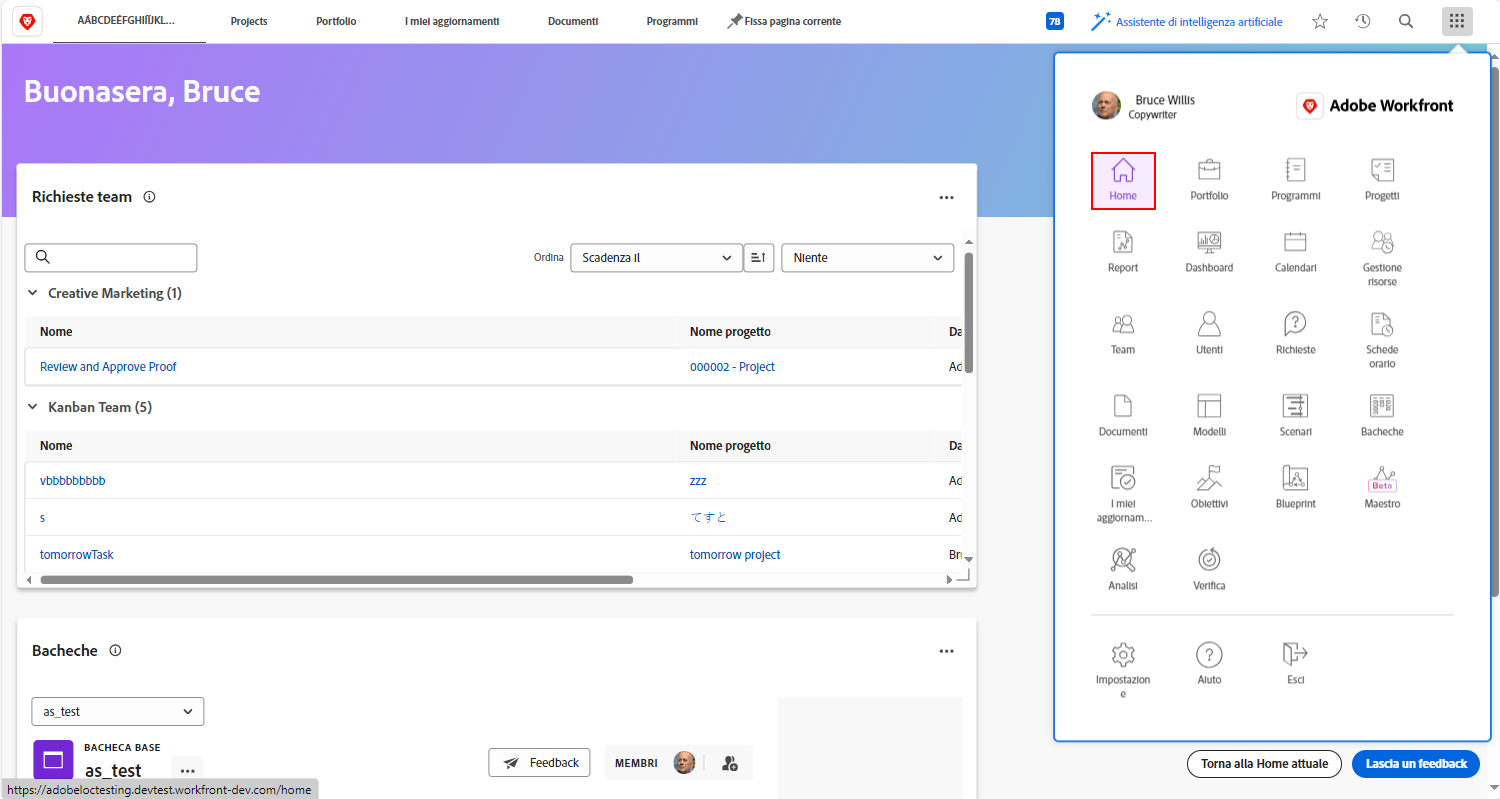 AÁBCDEÉFGHIÍÎJKL...
Projects
Portfolio
I miei aggiornamenti
Documenti
Programmi
Fissa pagina corrente
78
Assistente di intelligenza artificiale
Buonasera, Bruce
Bruce Willis
Copywriter
Adobe Workfront
Home
Portfolio
Programmi
Progetti
Report
Dashboard
Calendari
Gestione
risorse
Team
Utenti
Richieste
Schede
orario
Documenti
Modelli
Scenari
Bacheche
I miei
aggiornam...
Obiettivi
Blueprint
Beta
Maestro
Analisi
Verifica
Impostazion
e
Aiuto
Esci
Richieste team
Ordina
Scadenza il
Niente
Creative Marketing (1)
Nome
Nome progetto
Da
Review and Approve Proof
000002 - Project
Ad
Kanban Team (5)
Nome
Nome progetto
Da
vbbbbbbbbb
zzz
Ad
s
てすと
Ad
tomorrowTask
tomorrow project
Bru
Bacheche
as_test
BACHECA BASE
as_test
Feedback
MEMBRI
Torna alla Home attuale
Lascia un feedback
https://adobeloctesting.devtest.workfront-dev.com/home